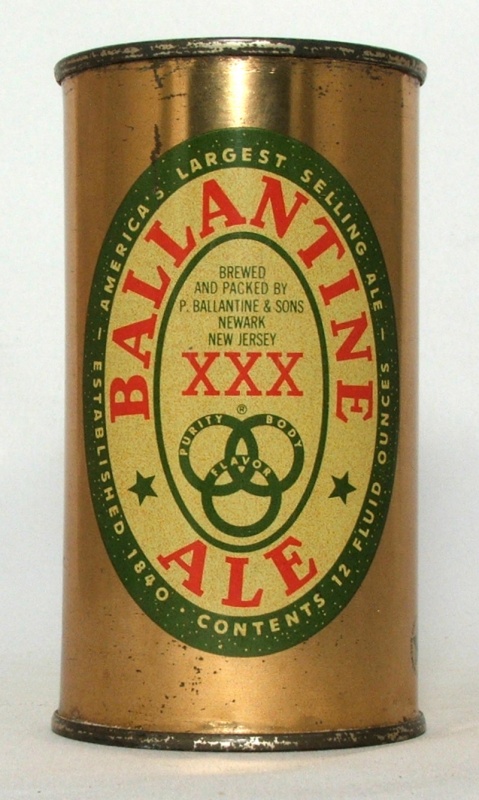 — AMERICA'S LARGEST SELLING ALE —
BALLANTINE
BREWED
AND PACKED BY
P. BALLANTINE & SONS
NEWARK
NEW JERSEY
XXX
®
PURITY BODY
FLAVOR
ALE
ESTABLISHED 1840 · CONTENTS 12 FLUID OUNCES